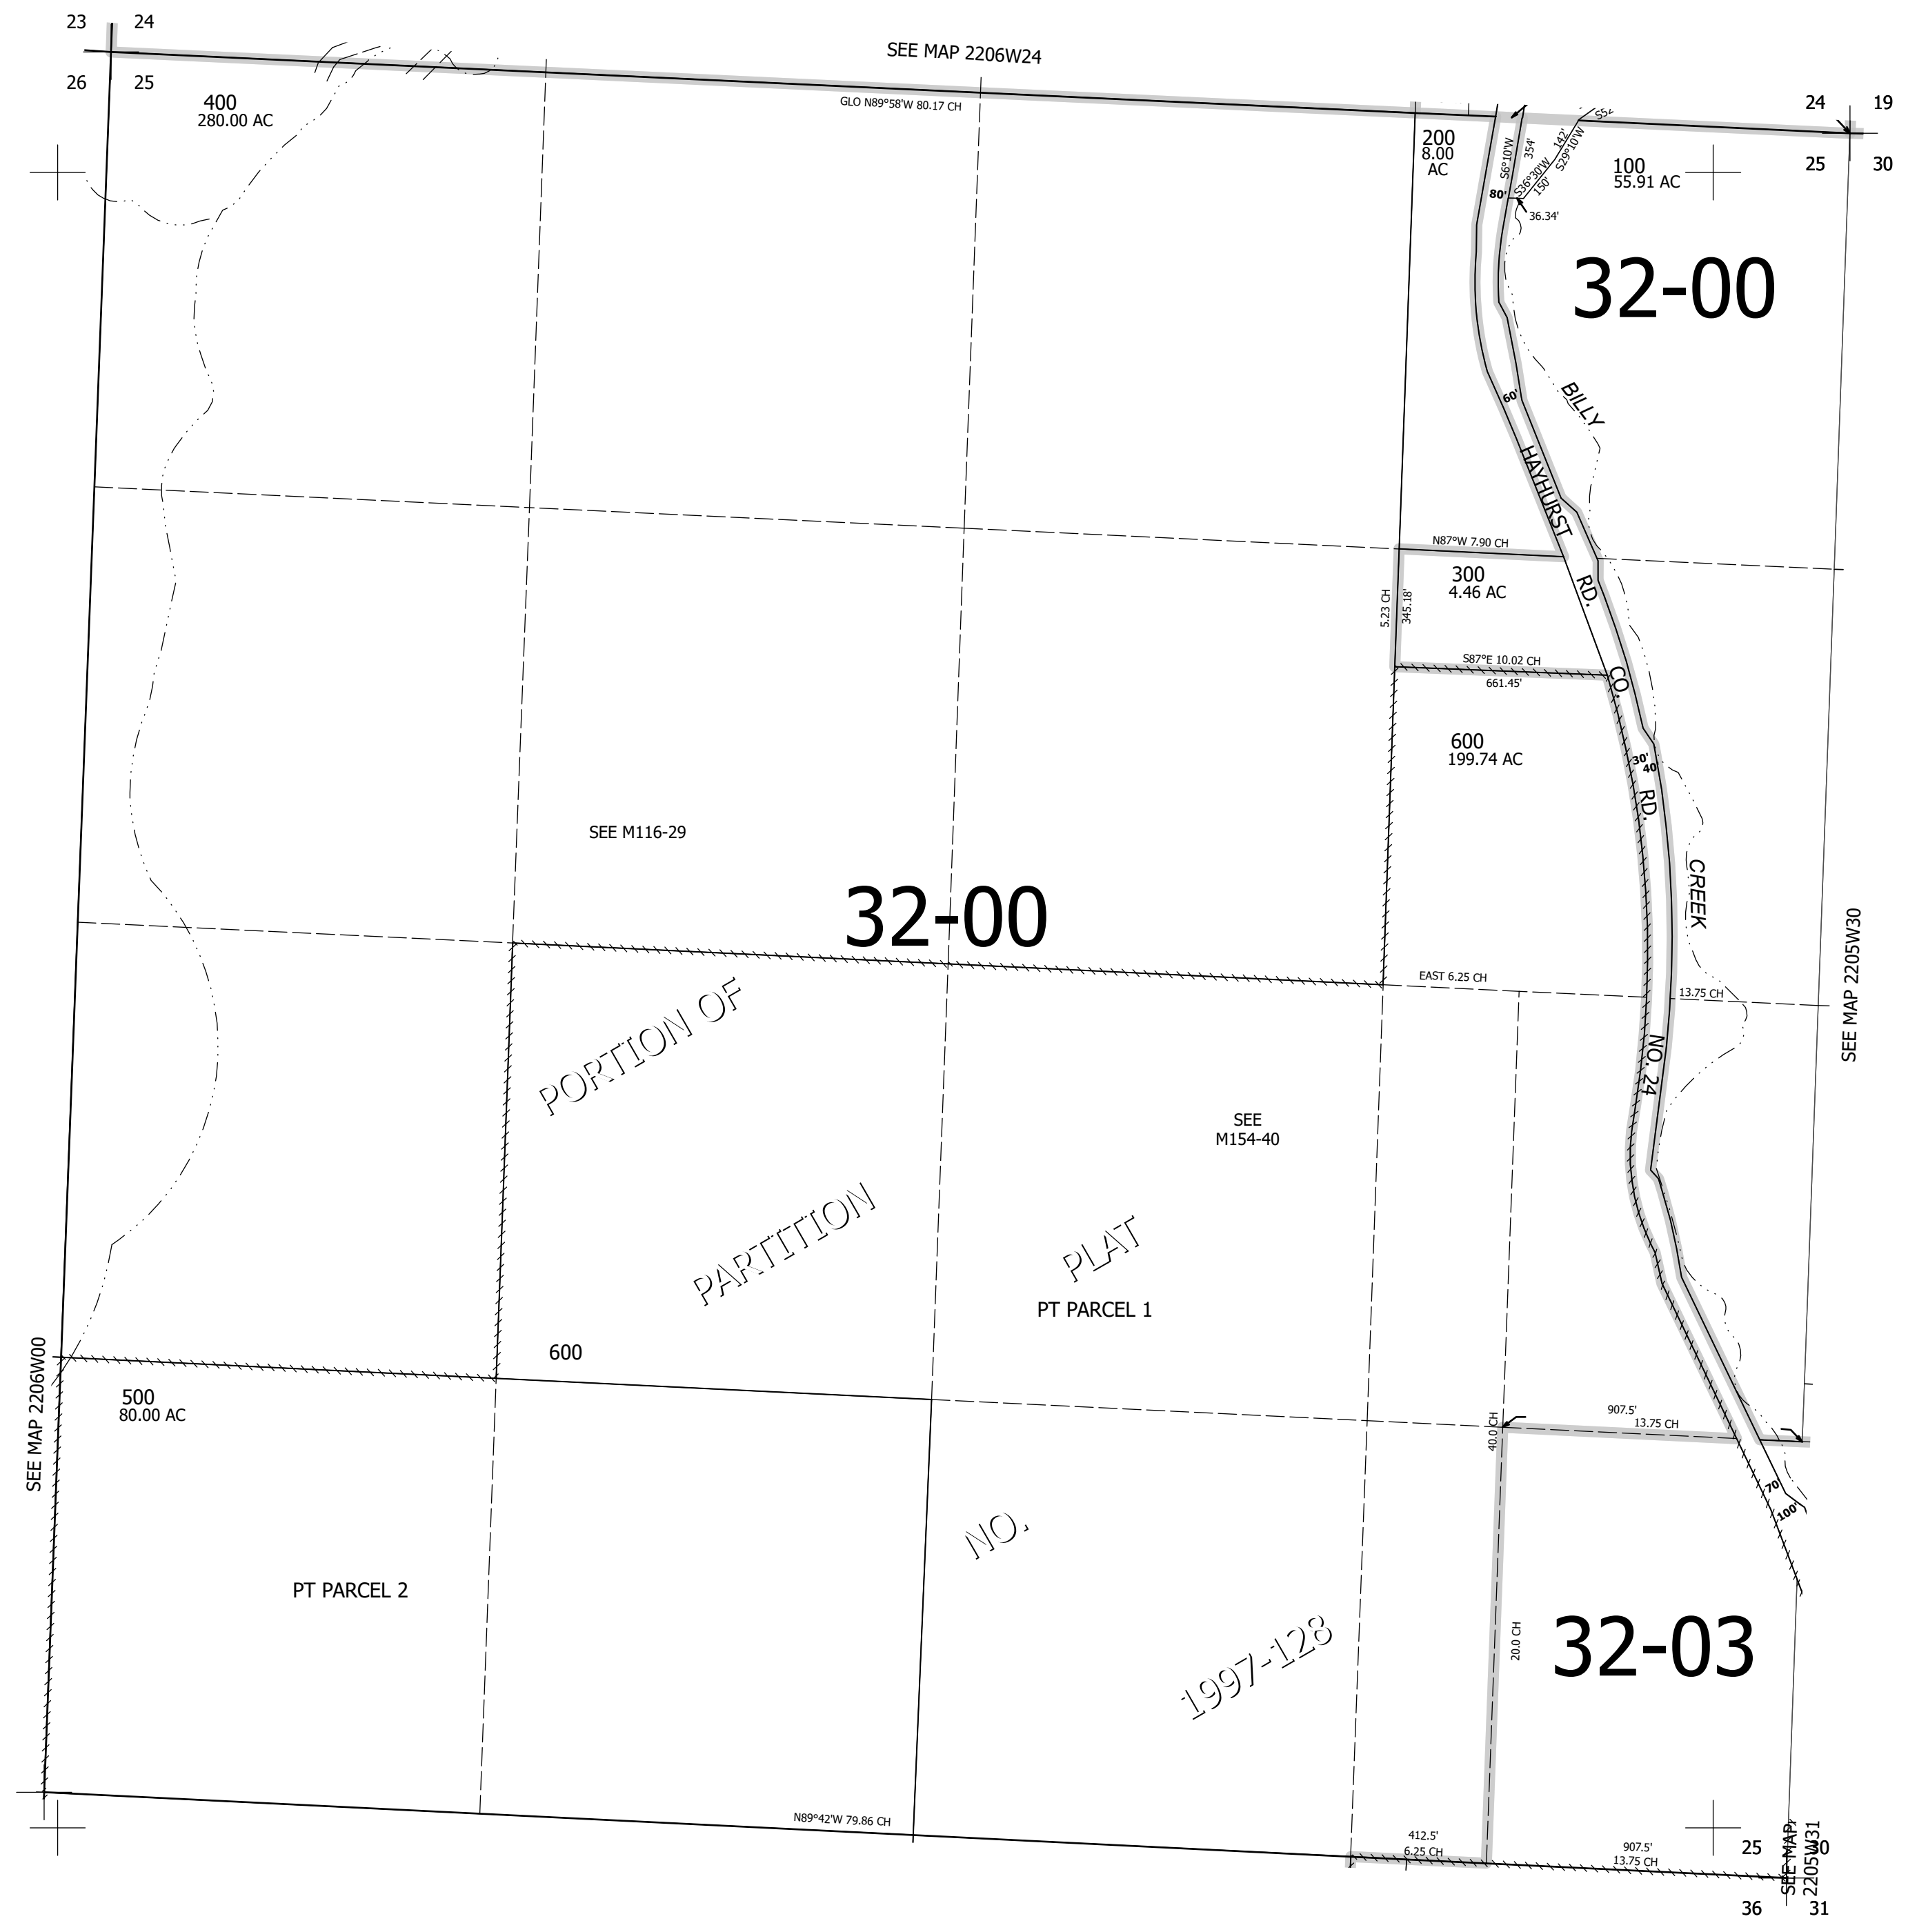 23 24
SEE MAP 2206W24
26 25
400
280.00 AC
GLO N89°58'W 80.17 CH
24 19
25 30
200
8.00
AC
S6°10'W
354'
142'
S29°10'W
S52
S36°30'W
150'
80'
36.34'
100
55.91 AC
32-00
60'
BILLY
HAYHURST
RD.
N87°W 7.90 CH
300
4.46 AC
5.23 CH
345.18'
S87°E 10.02 CH
661.45'
CO.
600
199.74 AC
30'
40
RD.
SEE M116-29
32-00
CREEK
EAST 6.25 CH
13.75 CH
SEE MAP 2205W30
NO. 24
PORTION OF
SEE
M154-40
PARTITION
PLAT
PT PARCEL 1
SEE MAP 2206W00
600
500
80.00 AC
907.5'
13.75 CH
40.0 CH
70'
100'
NO.
PT PARCEL 2
20.0 CH
32-03
1997-128
N89°42'W 79.86 CH
412.5'
6.25 CH
907.5'
13.75 CH
25 30
SEE MAP
2205W31
36 31